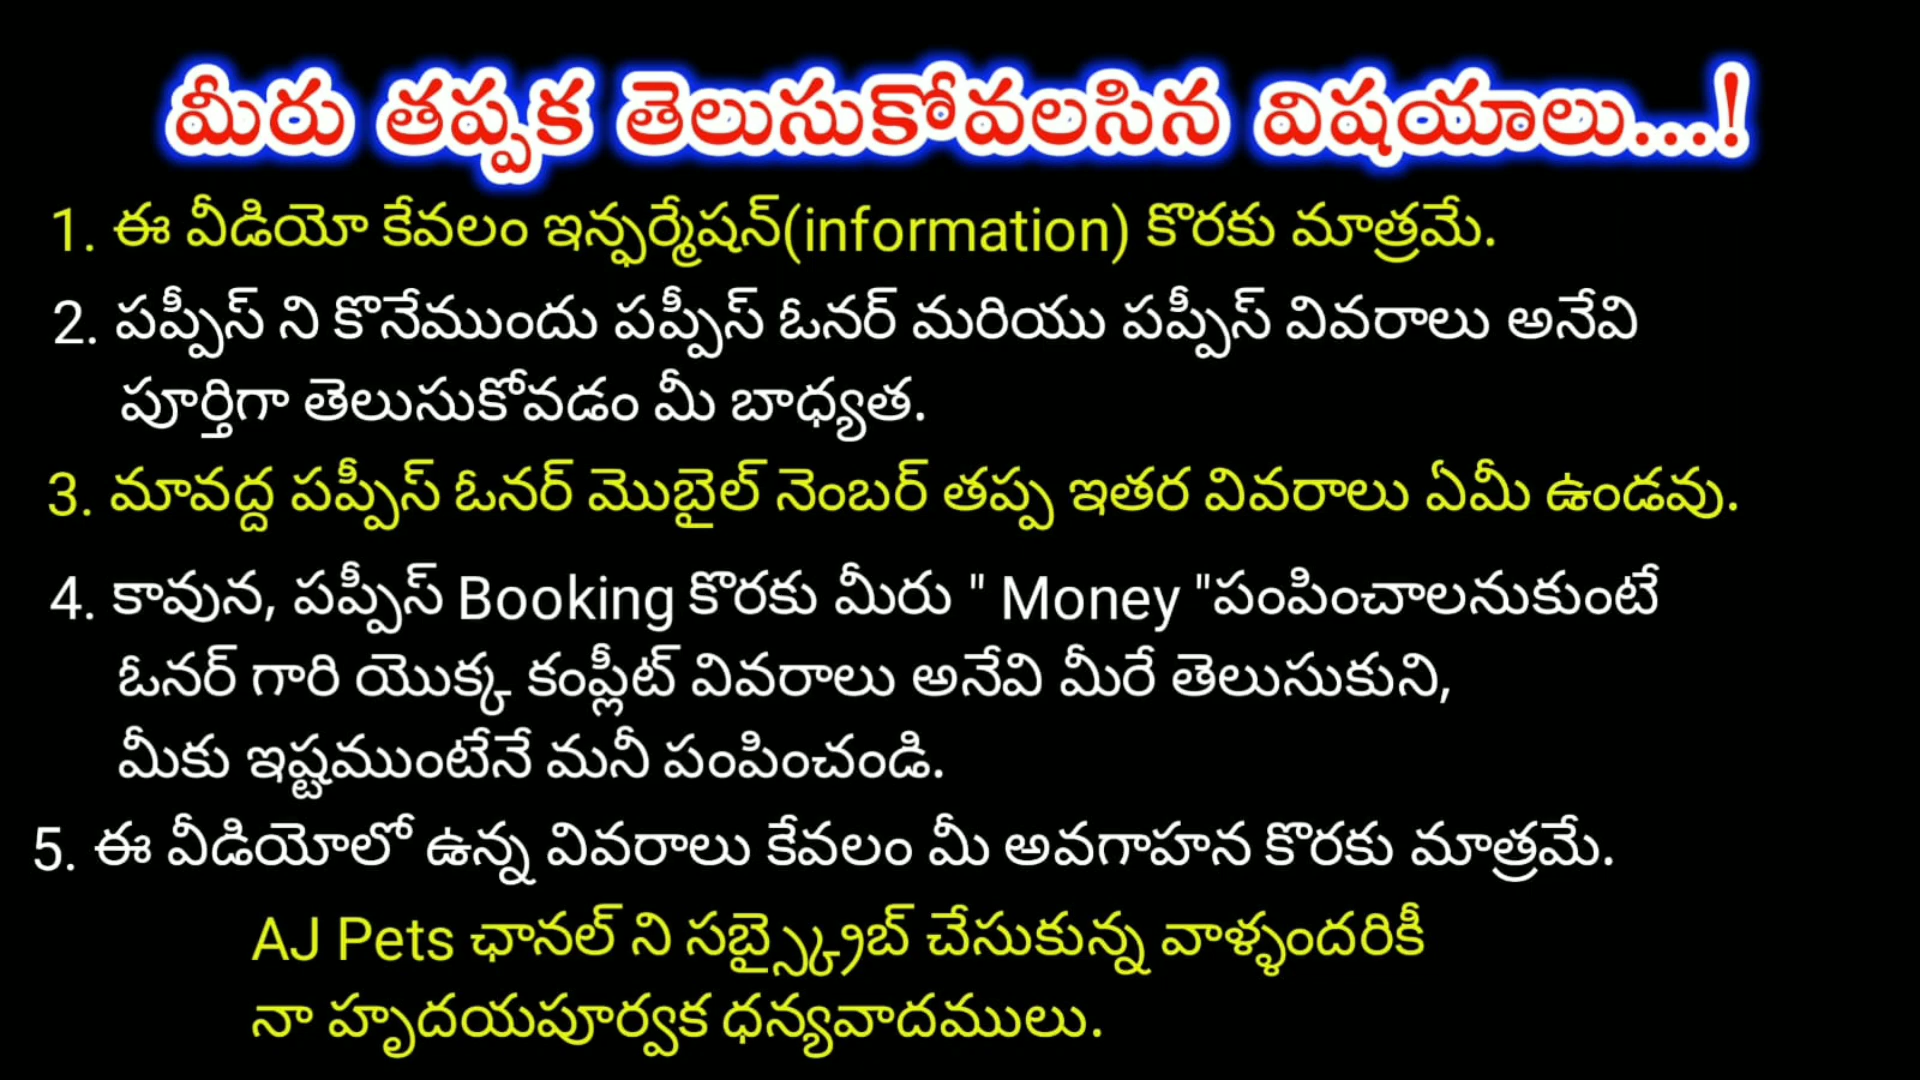 మీరు తప్పక తెలుసుకోవలసిన విషయాలు...!
1. ఈ వీడియో కేవలం ఇన్ఫర్మేషన్(information) కొరకు మాత్రమే.
2. పప్పీస్ ని కొనేముందు పప్పీస్ ఓనర్ మరియు పప్పీస్ వివరాలు అనేవి
పూర్తిగా తెలుసుకోవడం మీ బాధ్యత.
3. మావద్ద పప్పీస్ ఓనర్ మొబైల్ నెంబర్ తప్ప ఇతర వివరాలు ఏమీ ఉండవు.
4. కావున, పప్పీస్ Booking కొరకు మీరు " Money "పంపించాలనుకుంటే
ఓనర్ గారి యొక్క కంప్లీట్ వివరాలు అనేవి మీరే తెలుసుకుని,
మీకు ఇష్టముంటేనే మనీ పంపించండి.
5. ఈ వీడియోలో ఉన్న వివరాలు కేవలం మీ అవగాహన కొరకు మాత్రమే.
AJ Pets ఛానల్ ని సబ్స్క్రైబ్ చేసుకున్న వాళ్ళందరికీ
నా హృదయపూర్వక ధన్యవాదములు.